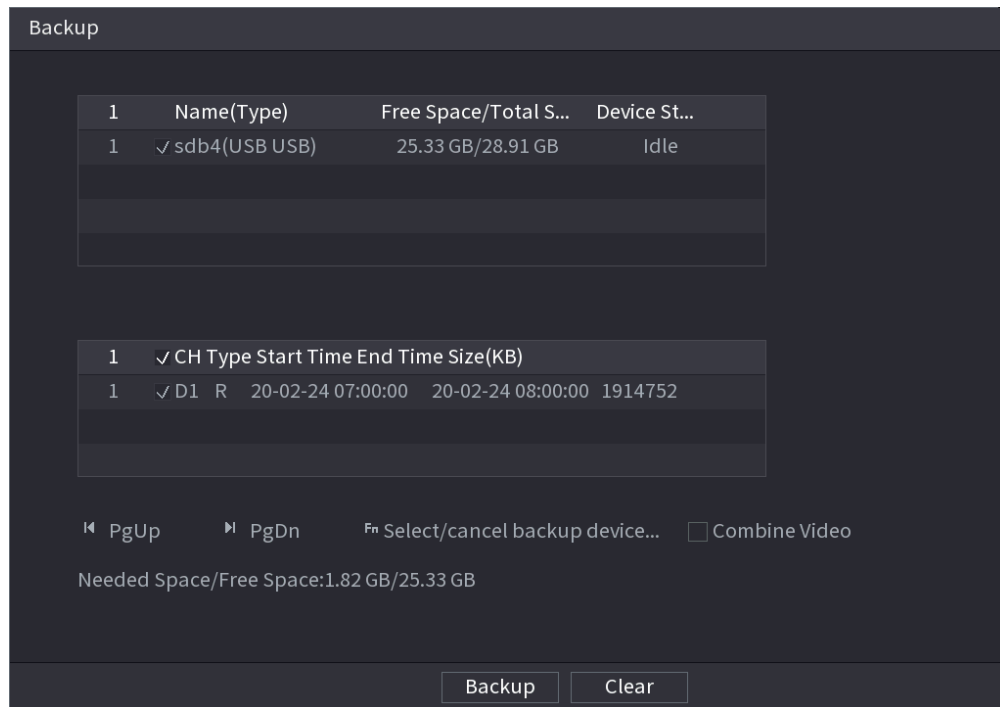 Backup
1 Name(Type) Free Space/Total S... Device St...
1 sdb4(USB USB) 25.33 GB/28.91 GB Idle
1 CH Type Start Time End Time Size(KB)
1 D1 R 20-02-24 07:00:00 20-02-24 08:00:00 1914752
PgUp PgDn Fn Select/cancel backup device... Combine Video
Needed Space/Free Space:1.82 GB/25.33 GB
Backup Clear